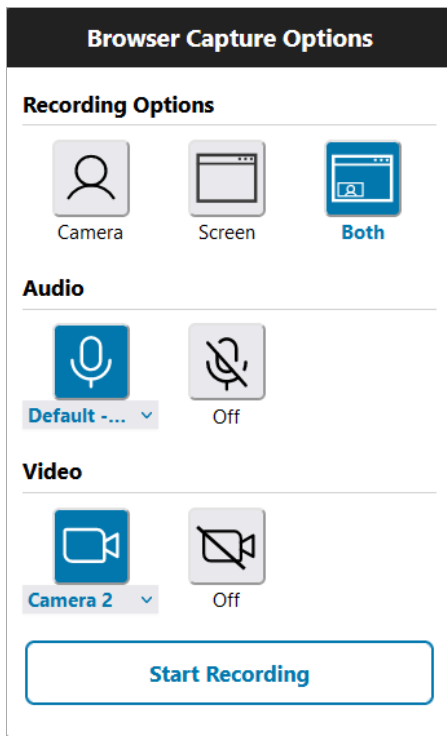 Browser Capture Options
Recording Options
Camera Screen Both
Audio
Default -... Off
Video
Camera 2 Off
Start Recording